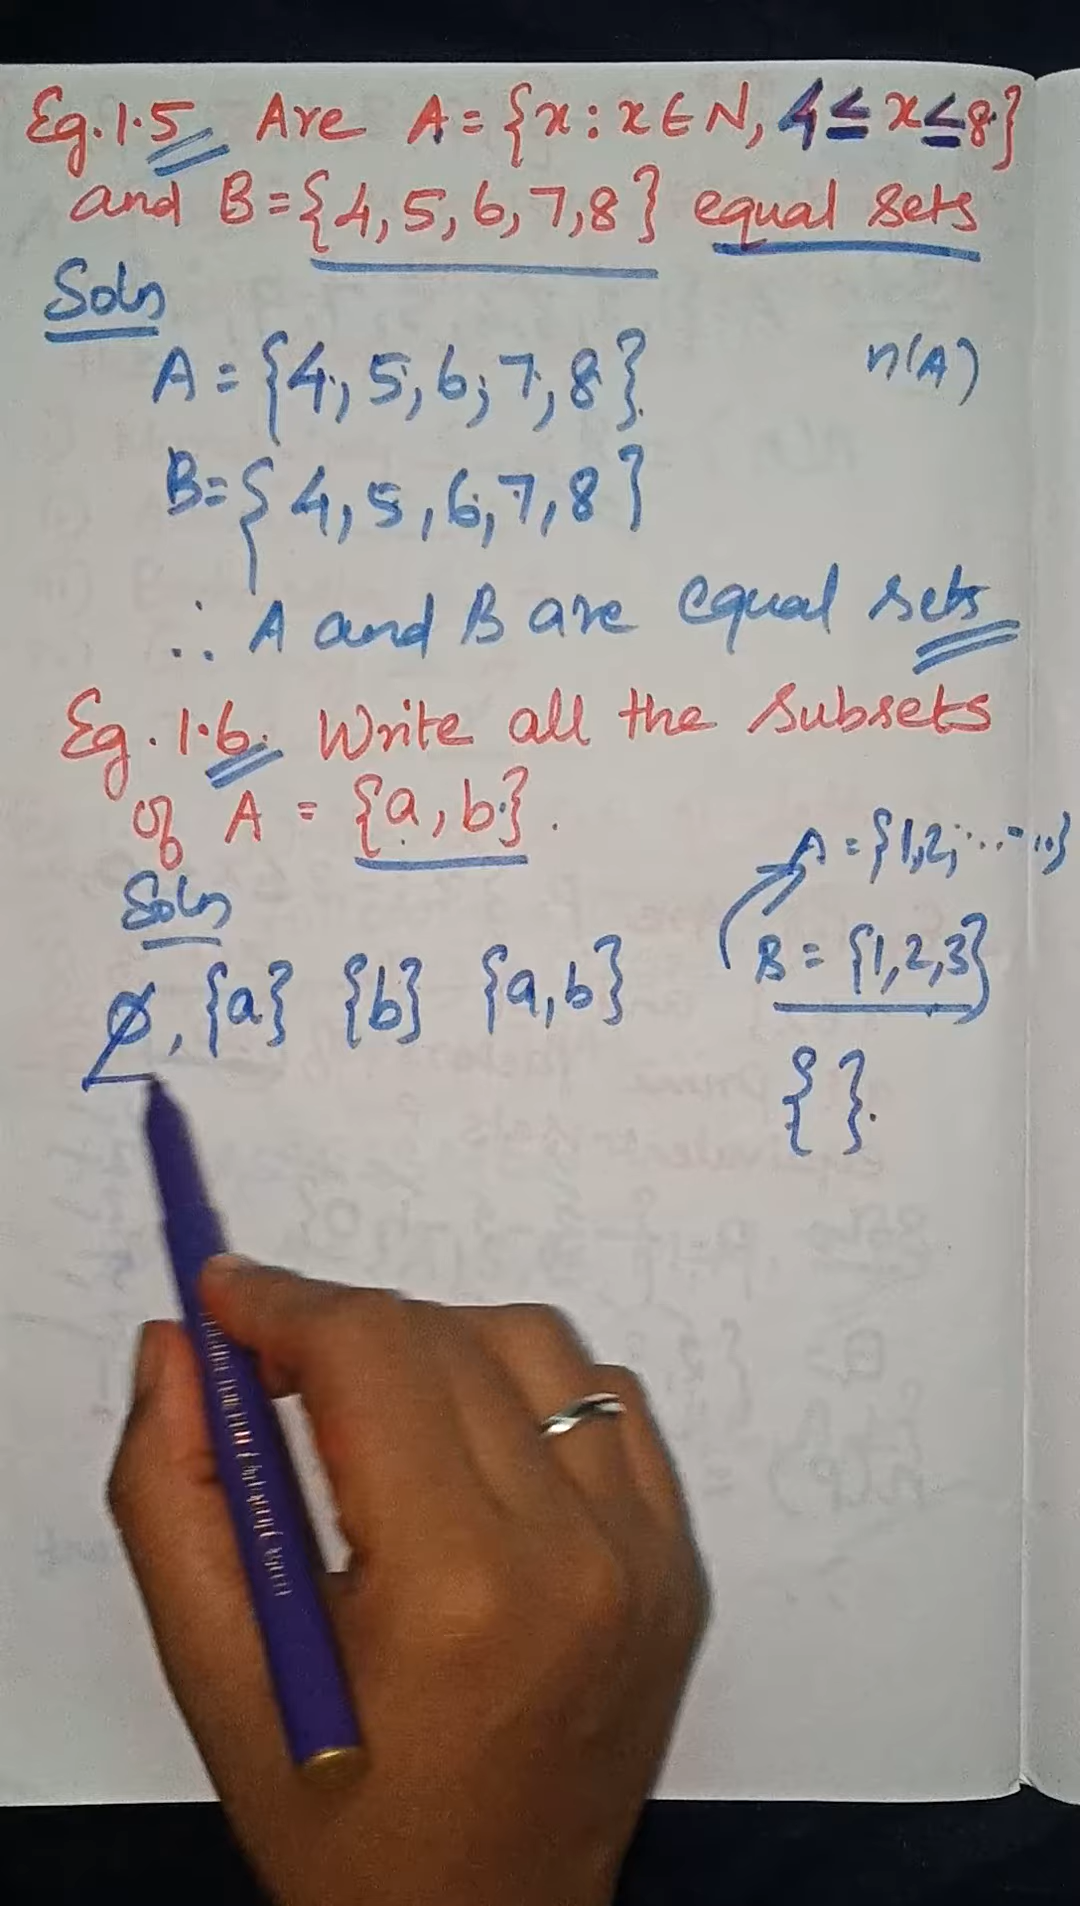 Eg. 1.5 Are A = {x : x ∈ N, 4 ≤ x ≤ 8}
and B = {4, 5, 6, 7, 8} equal sets
Soln
A = {4, 5, 6, 7, 8}
n(A)
B = {4, 5, 6, 7, 8}
∴ A and B are equal sets
Eg. 1.6. Write all the subsets
of A = {a, b}.
Soln
∅, {a} {b} {a, b}
A = {1, 2, .......}
B = {1, 2, 3}
{ }.